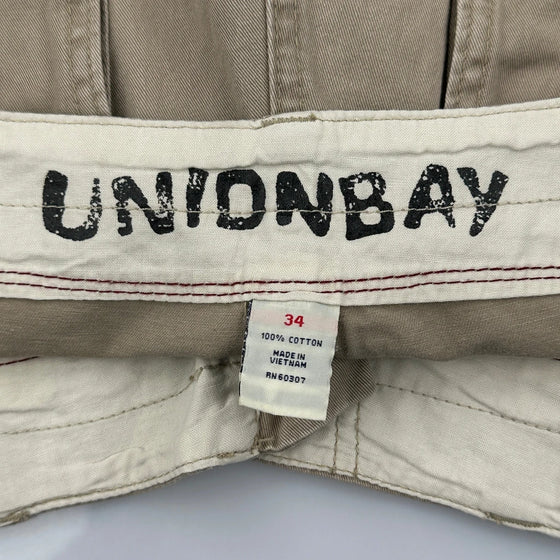 UNIONBAY
34
100% COTTON
MADE IN
VIETNAM
RN 60307